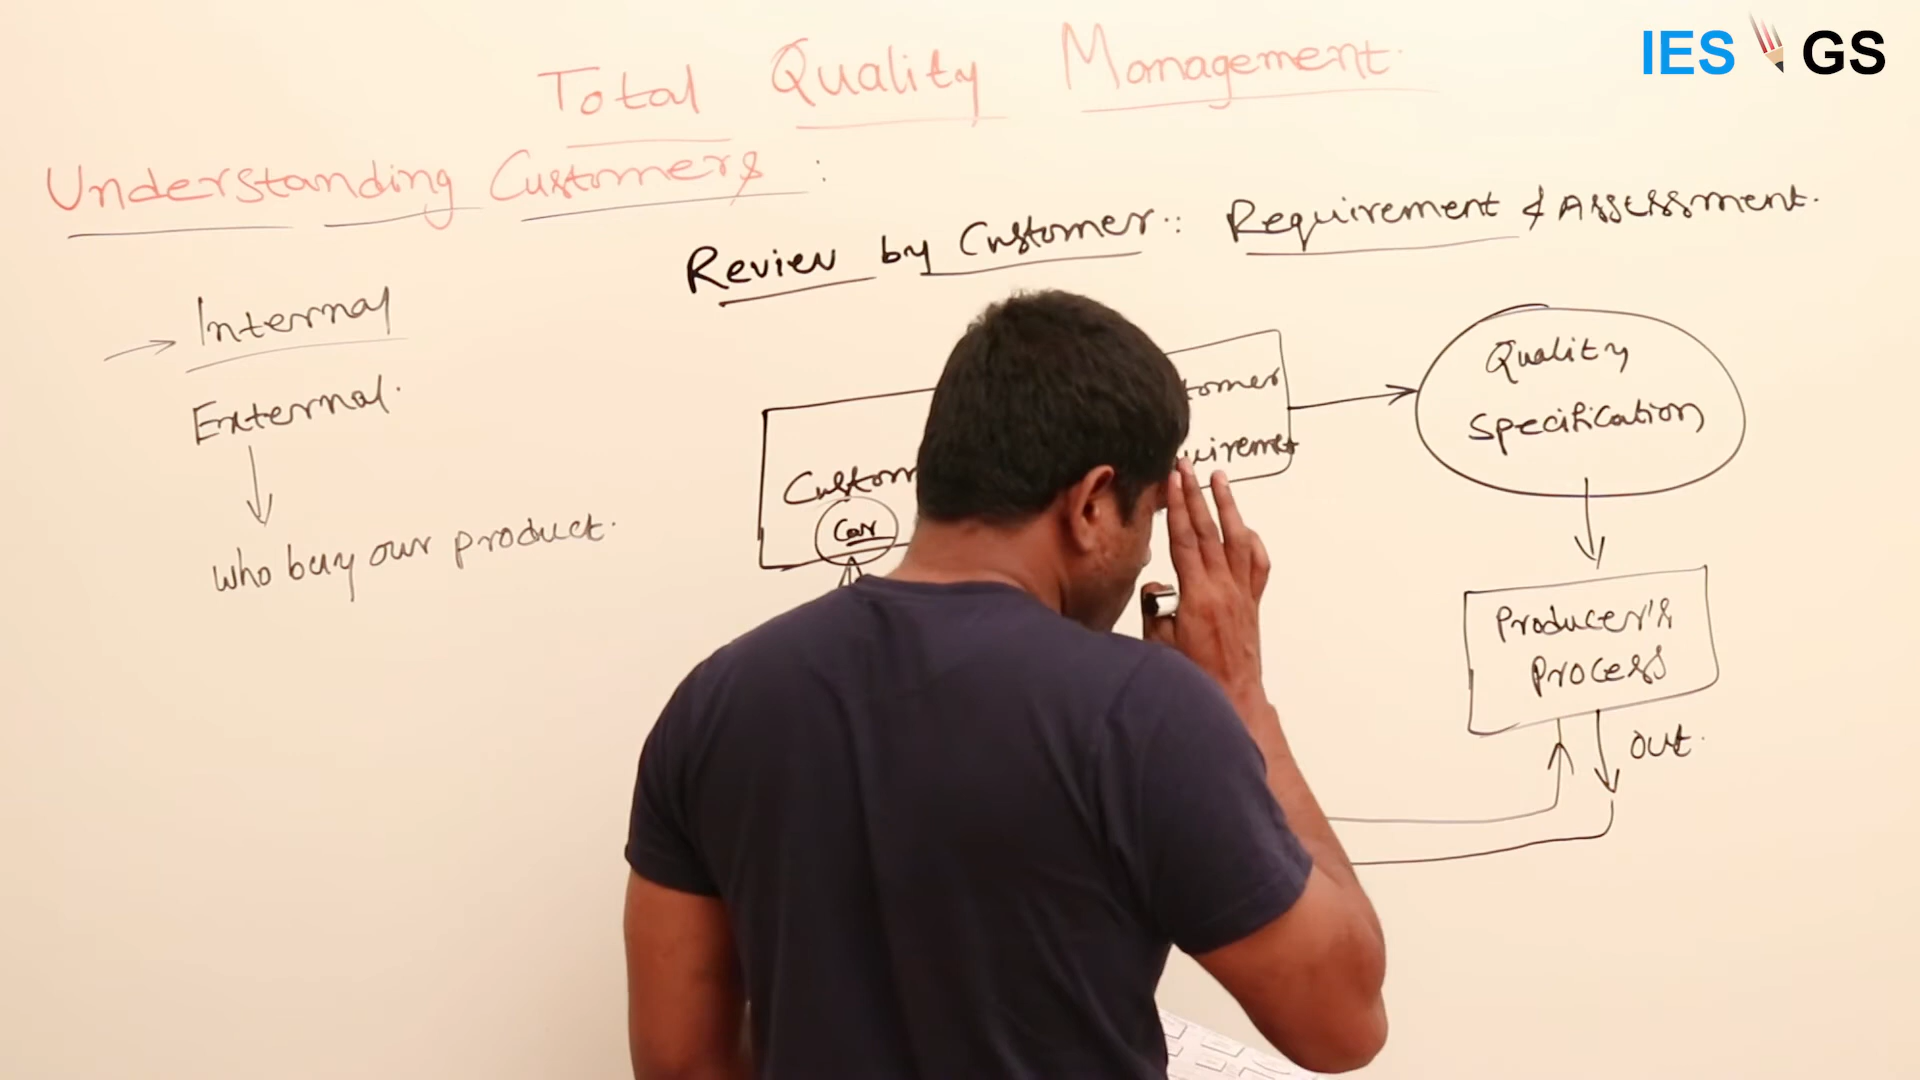 IES GS
Total Quality Management.
Understanding Customers :
Review by Customer :: Requirement & Assessment.
Internal
External.
who buy our product.
Car
Quality
Specification
Producer's
Process
out.